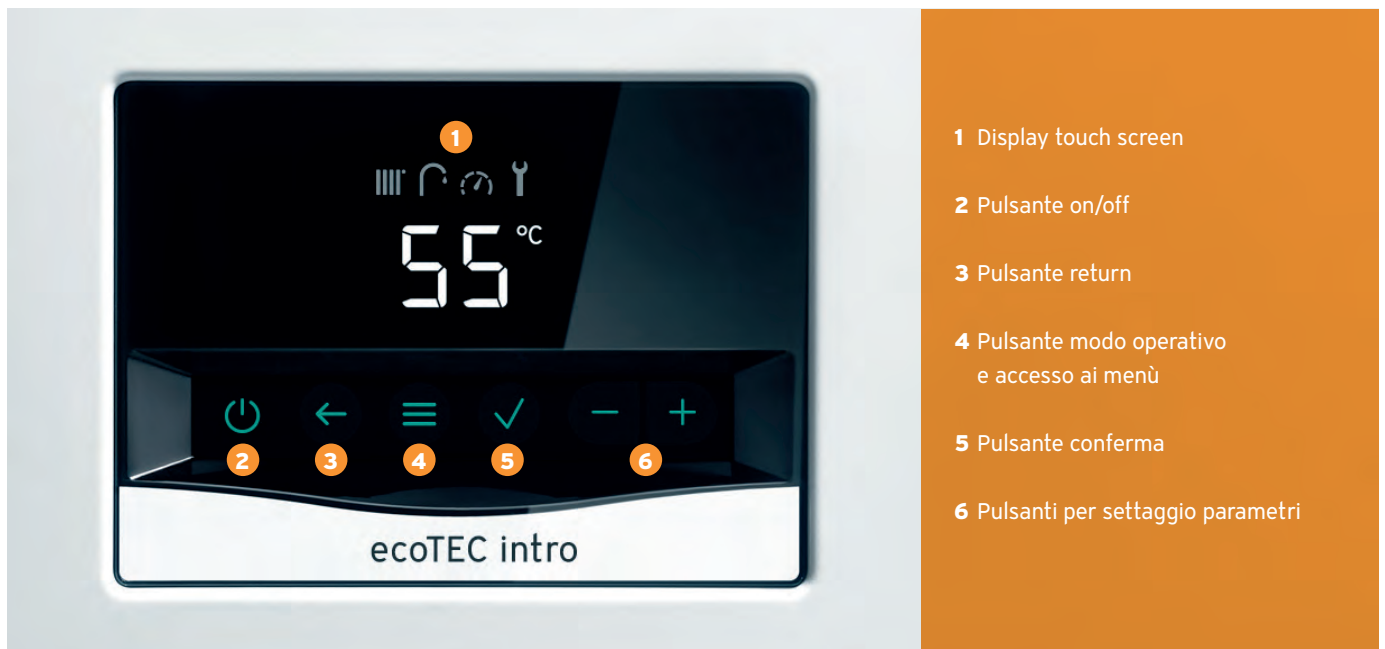 1
55 °C
2 3 4 5 6
ecoTEC intro
1 Display touch screen
2 Pulsante on/off
3 Pulsante return
4 Pulsante modo operativo
e accesso ai menù
5 Pulsante conferma
6 Pulsanti per settaggio parametri